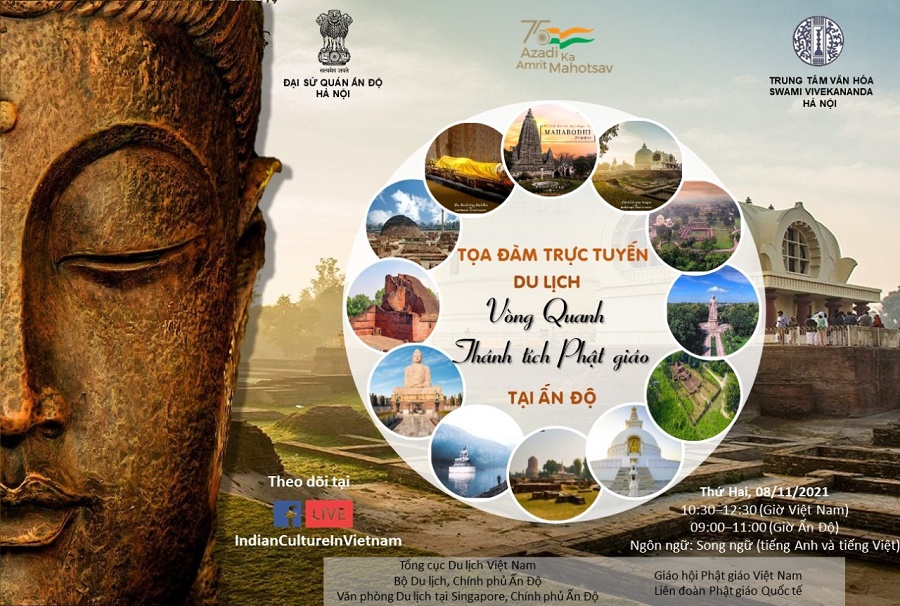 सत्यमेव जयते
ĐẠI SỨ QUÁN ẤN ĐỘ
HÀ NỘI
75
Azadi
Ka
Amrit Mahotsav
TRUNG TÂM VĂN HÓA
SWAMI VIVEKANANDA
HÀ NỘI
MAHABODHI
TỌA ĐÀM TRỰC TUYẾN
DU LỊCH
Vòng Quanh
Thánh tích Phật giáo
TẠI ẤN ĐỘ
Theo dõi tại
f LIVE
IndianCultureInVietnam
Thứ Hai, 08/11/2021
10:30–12:30 (Giờ Việt Nam)
09:00–11:00 (Giờ Ấn Độ)
Ngôn ngữ: Song ngữ (tiếng Anh và tiếng Việt)
Tổng cục Du lịch Việt Nam
Bộ Du lịch, Chính phủ Ấn Độ
Văn phòng Du lịch tại Singapore, Chính phủ Ấn Độ
Giáo hội Phật giáo Việt Nam
Liên đoàn Phật giáo Quốc tế